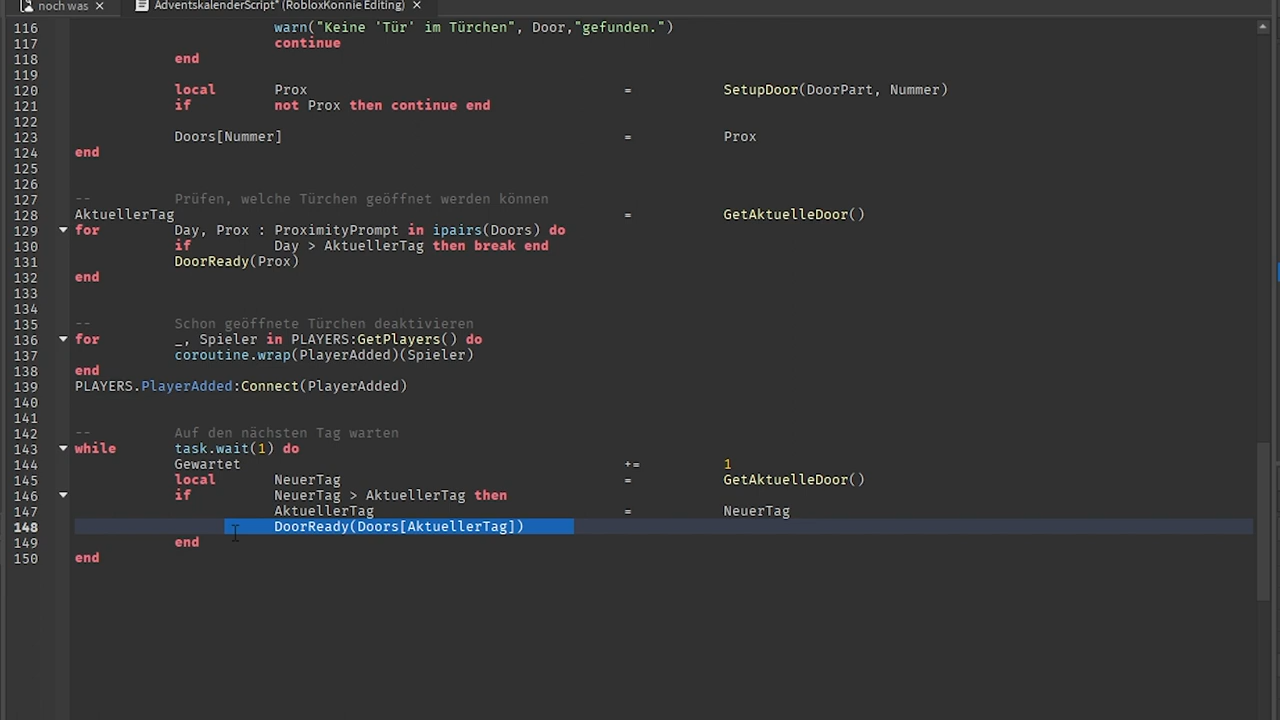 noch was × AdventskalenderScript* (RobloxKonnie Editing) ×
116 warn("Keine 'Tür' im Türchen", Door,"gefunden.")
117 continue
118 end
119
120 local Prox = SetupDoor(DoorPart, Nummer)
121 if not Prox then continue end
122
123 Doors[Nummer] = Prox
124 end
125
126
127 -- Prüfen, welche Türchen geöffnet werden können
128 AktuellerTag = GetAktuelleDoor()
129 for Day, Prox : ProximityPrompt in ipairs(Doors) do
130 if Day > AktuellerTag then break end
131 DoorReady(Prox)
132 end
133
134
135 -- Schon geöffnete Türchen deaktivieren
136 for _, Spieler in PLAYERS:GetPlayers() do
137 coroutine.wrap(PlayerAdded)(Spieler)
138 end
139 PLAYERS.PlayerAdded:Connect(PlayerAdded)
140
141
142 -- Auf den nächsten Tag warten
143 while task.wait(1) do
144 Gewartet += 1
145 local NeuerTag = GetAktuelleDoor()
146 if NeuerTag > AktuellerTag then
147 AktuellerTag = NeuerTag
148 DoorReady(Doors[AktuellerTag])
149 end
150 end